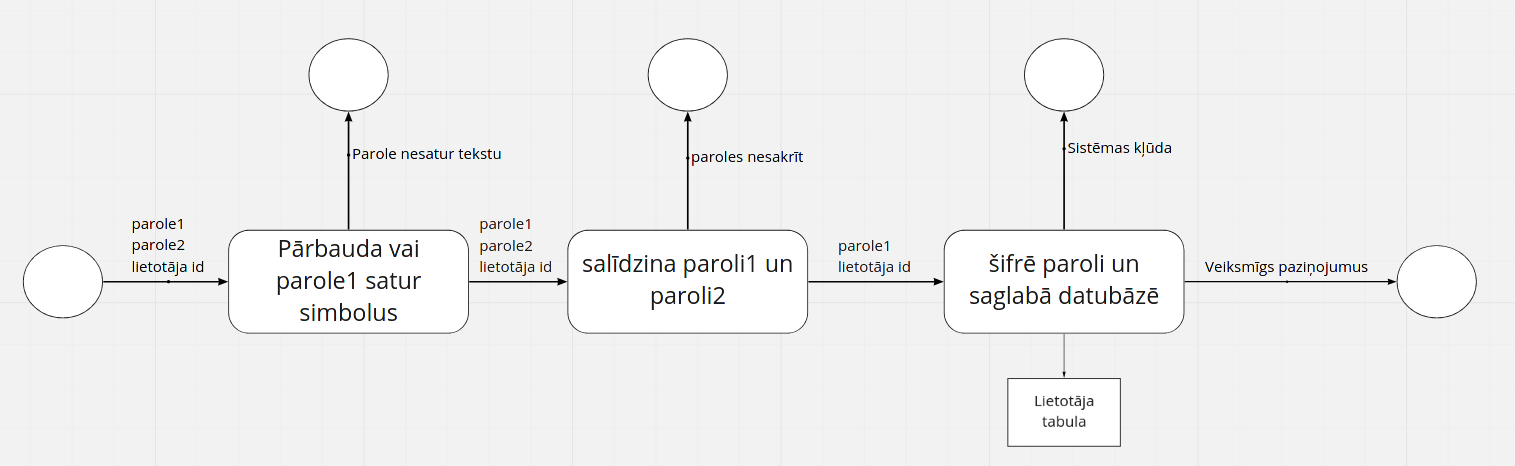 Parole nesatur tekstu
paroles nesakrīt
Sistēmas kļūda
parole1
parole2
lietotāja id
Pārbauda vai
parole1 satur
simbolus
parole1
parole2
lietotāja id
salīdzina paroli1 un
paroli2
parole1
lietotāja id
šifrē paroli un
saglabā datubāzē
Veiksmīgs paziņojumus
Lietotāja
tabula